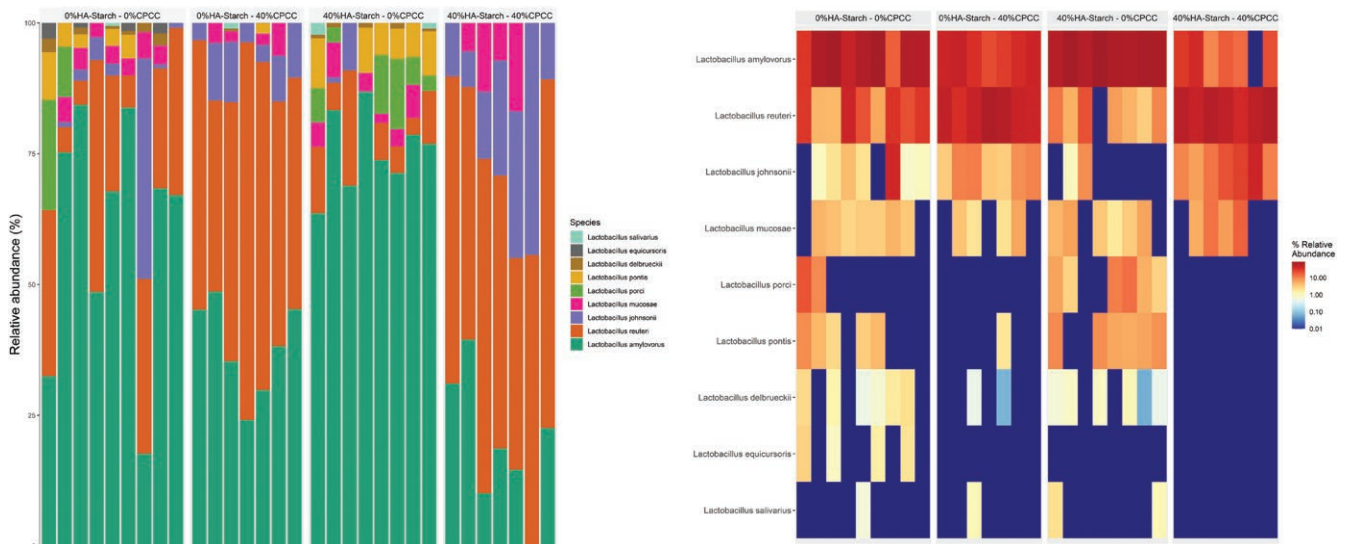 0%HA-Starch - 0%CPCC
0%HA-Starch - 40%CPCC
40%HA-Starch - 0%CPCC
40%HA-Starch - 40%CPCC
100
75
50
25
Relative abundance (%)
Species
Lactobacillus salivarius
Lactobacillus equicursoris
Lactobacillus delbrueckii
Lactobacillus pontis
Lactobacillus porci
Lactobacillus mucosae
Lactobacillus johnsonii
Lactobacillus reuteri
Lactobacillus amylovorus
0%HA-Starch - 0%CPCC
0%HA-Starch - 40%CPCC
40%HA-Starch - 0%CPCC
40%HA-Starch - 40%CPCC
Lactobacillus amylovorus
Lactobacillus reuteri
Lactobacillus johnsonii
Lactobacillus mucosae
Lactobacillus porci
Lactobacillus pontis
Lactobacillus delbrueckii
Lactobacillus equicursoris
Lactobacillus salivarius
% Relative
Abundance
10.00
1.00
0.10
0.01